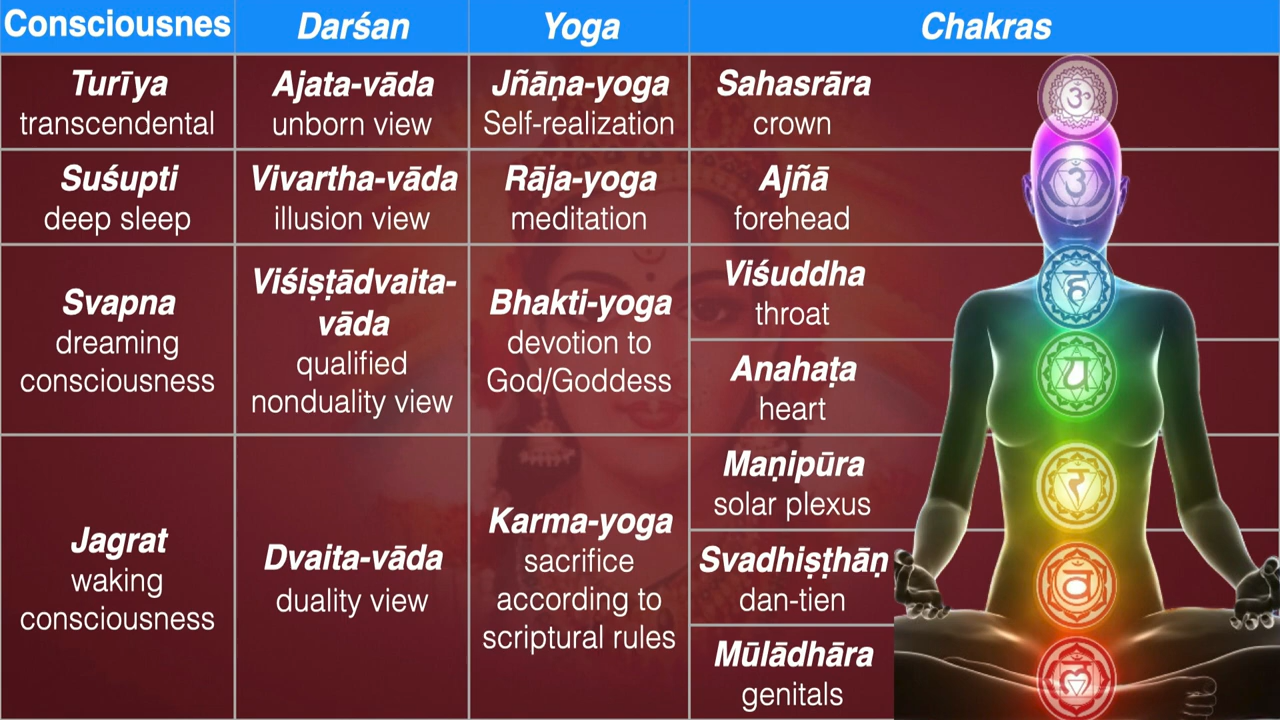 Consciousnes Darśan Yoga Chakras
Turīya Ajata-vāda Jñāṇa-yoga Sahasrāra
transcendental unborn view Self-realization crown
ॐ
Suśupti Vivartha-vāda Rāja-yoga Ajñā
deep sleep illusion view meditation forehead
Svapna
dreaming
consciousness
Viśiṣṭādvaita-
vāda
qualified
nonduality view
Bhakti-yoga
devotion to
God/Goddess
Viśuddha
throat
हं
Anahaṭa
heart
यं
Jagrat
waking
consciousness
Dvaita-vāda
duality view
Karma-yoga
sacrifice
according to
scriptural rules
Maṇipūra
solar plexus
रं
Svadhiṣṭhāṇ
dan-tien
वं
Mūlādhāra
genitals